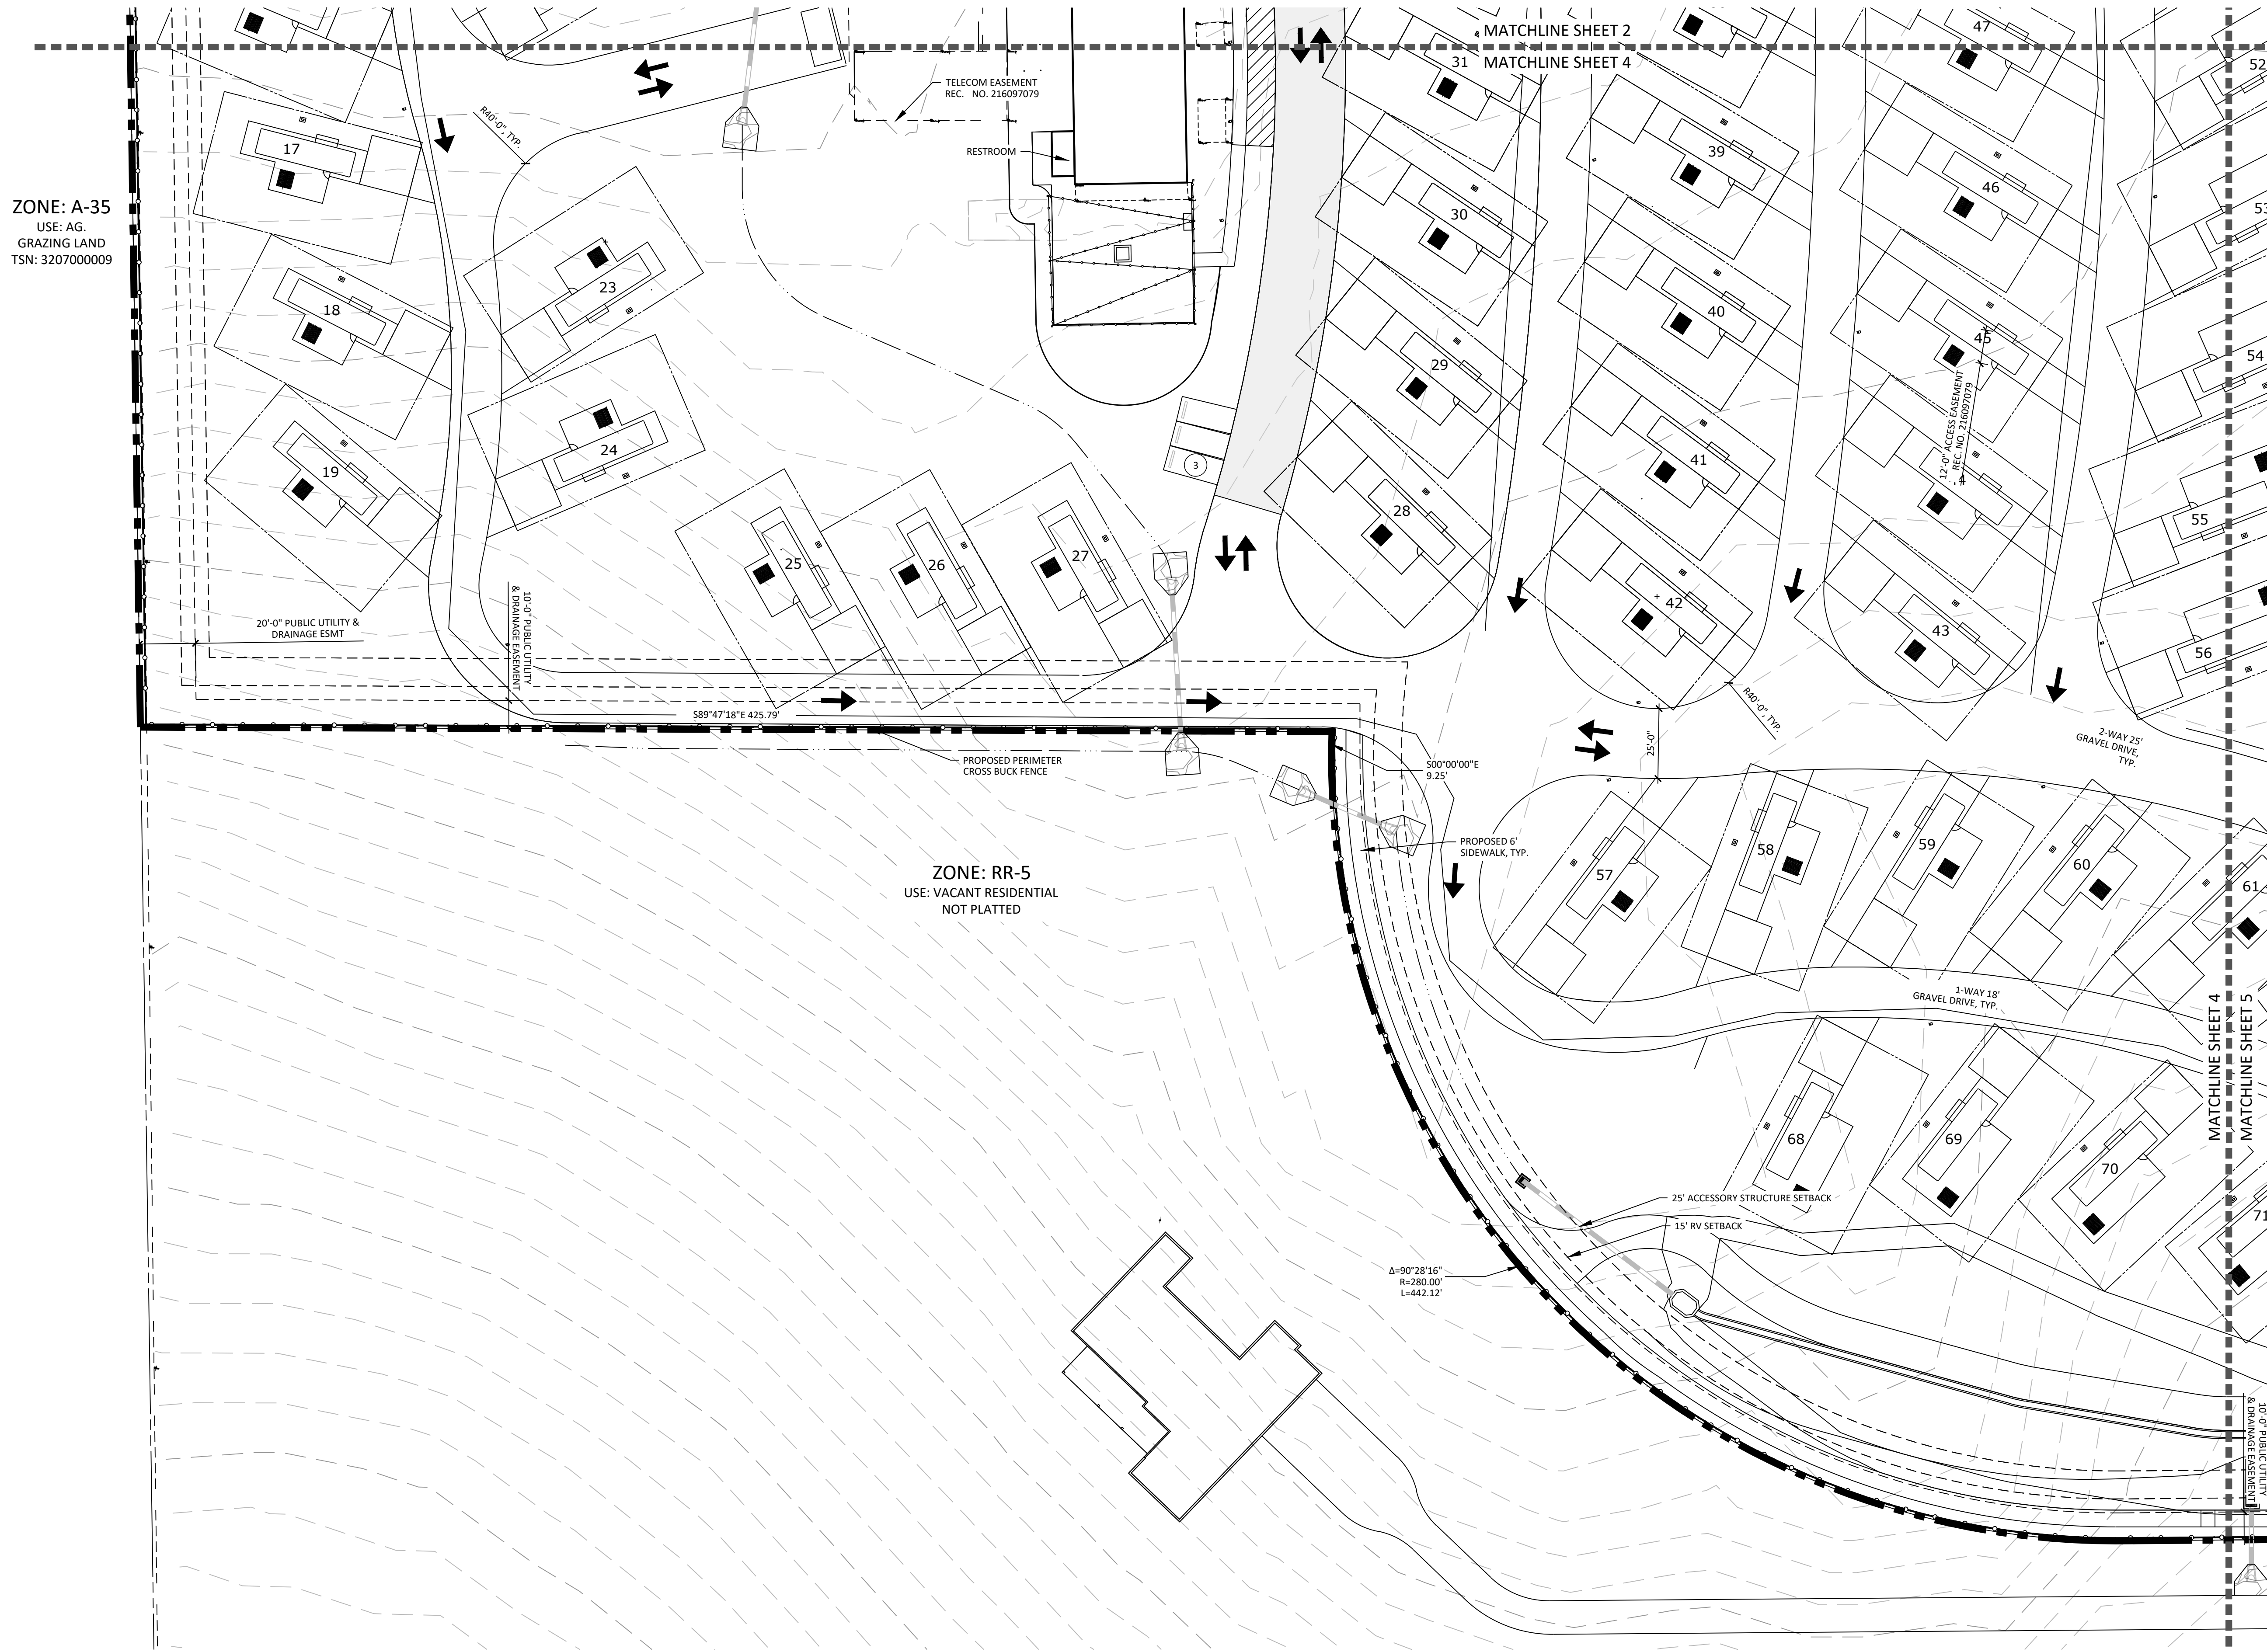 MATCHLINE SHEET 2
MATCHLINE SHEET 4
47
52
31
TELECOM EASEMENT
REC. NO. 216097079
R40'-0", TYP.
RESTROOM
17
39
46
53
30
ZONE: A-35
USE: AG.
GRAZING LAND
TSN: 3207000009
23
18
40
45
54
29
12'-0" ACCESS EASEMENT
REC. NO. 216097079
24
19
41
3
4
28
55
25
26
27
42
43
56
20'-0" PUBLIC UTILITY &
DRAINAGE ESMT
10'-0" PUBLIC UTILITY
& DRAINAGE EASEMENT
S89°47'18"E 425.79'
R40'-0", TYP.
25'-0"
2-WAY 25'
GRAVEL DRIVE,
TYP.
PROPOSED PERIMETER
CROSS BUCK FENCE
S00°00'00"E
9.25'
PROPOSED 6'
SIDEWALK, TYP.
57
58
59
60
61
ZONE: RR-5
USE: VACANT RESIDENTIAL
NOT PLATTED
1-WAY 18'
GRAVEL DRIVE, TYP.
MATCHLINE SHEET 4
MATCHLINE SHEET 5
68
69
70
71
25' ACCESSORY STRUCTURE SETBACK
15' RV SETBACK
Δ=90°28'16"
R=280.00'
L=442.12'
10'-0" PUBLIC UTILITY
& DRAINAGE EASEMENT